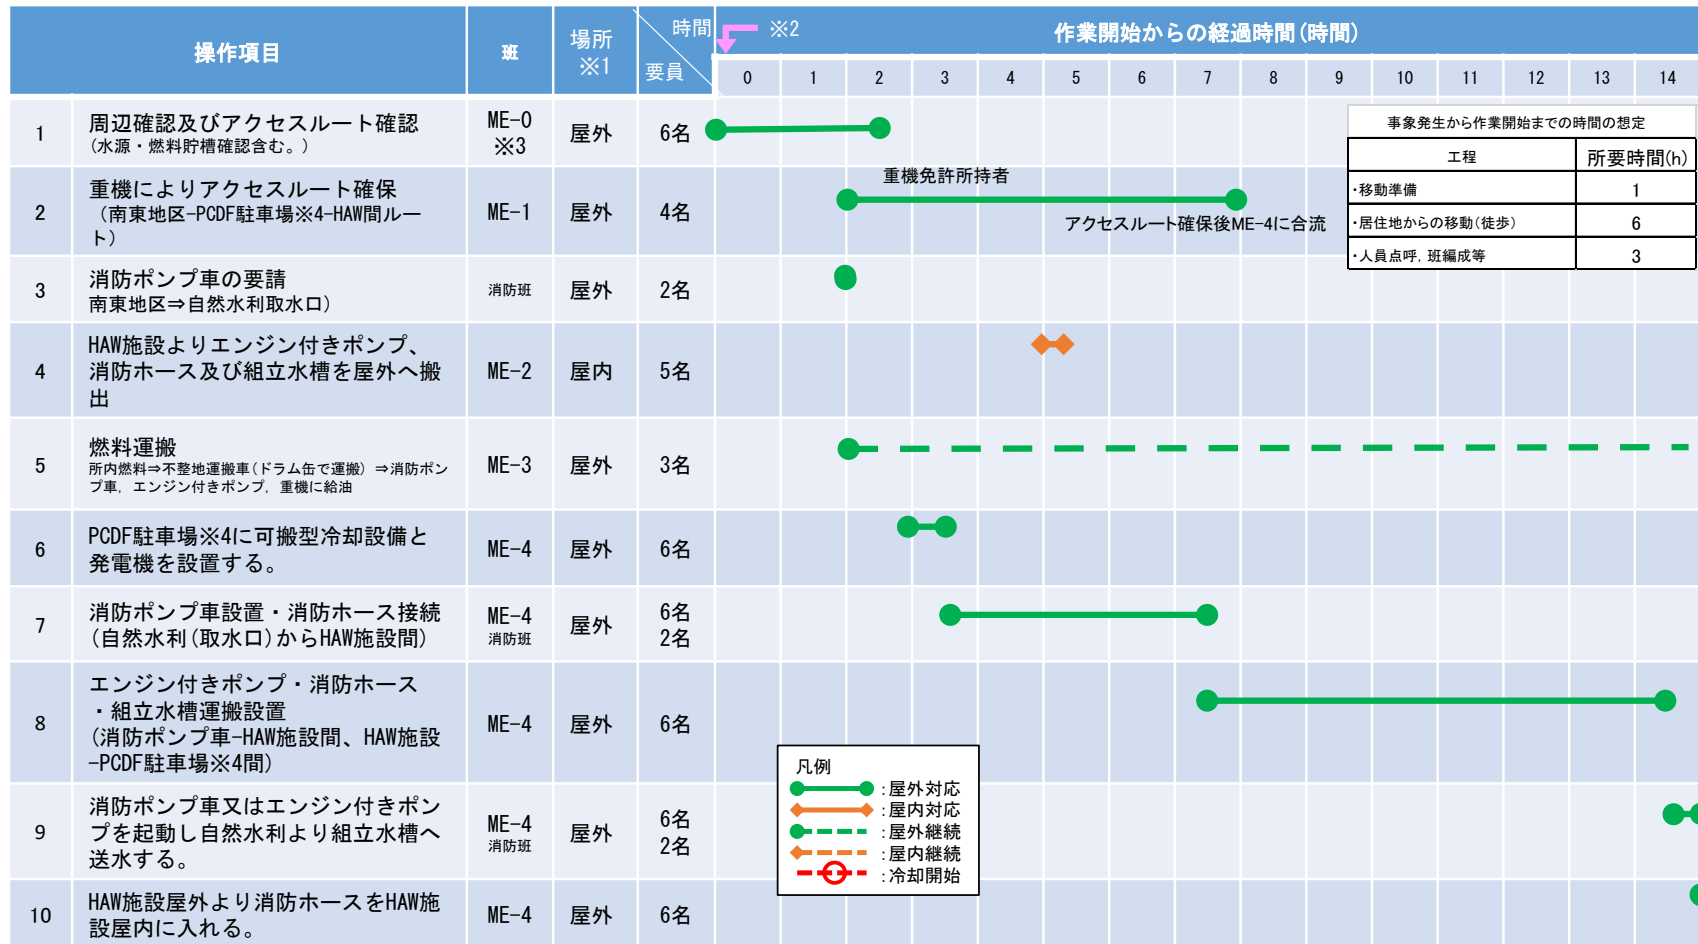 操作項目
班
場所
※1
時間
要員
※2
作業開始からの経過時間(時間)
0 1 2 3 4 5 6 7 8 9 10 11 12 13 14
1
周辺確認及びアクセスルート確認
(水源・燃料貯槽確認含む。)
ME-0
※3
屋外
6名
2
重機によりアクセスルート確保
(南東地区-PCDF駐車場※4-HAW間ルー
ト)
ME-1
屋外
4名
重機免許所持者
アクセスルート確保後ME-4に合流
3
消防ポンプ車の要請
南東地区⇒自然水利取水口)
消防班
屋外
2名
4
HAW施設よりエンジン付きポンプ、
消防ホース及び組立水槽を屋外へ搬
出
ME-2
屋内
5名
5
燃料運搬
所内燃料⇒不整地運搬車(ドラム缶で運搬) ⇒消防ポン
プ車, エンジン付きポンプ, 重機に給油
ME-3
屋外
3名
6
PCDF駐車場※4に可搬型冷却設備と
発電機を設置する。
ME-4
屋外
6名
7
消防ポンプ車設置・消防ホース接続
(自然水利(取水口)からHAW施設間)
ME-4
消防班
屋外
6名
2名
8
エンジン付きポンプ・消防ホース
・組立水槽運搬設置
(消防ポンプ車-HAW施設間、HAW施設
-PCDF駐車場※4間)
ME-4
屋外
6名
9
消防ポンプ車又はエンジン付きポン
プを起動し自然水利より組立水槽へ
送水する。
ME-4
消防班
屋外
6名
2名
10
HAW施設屋外より消防ホースをHAW施
設屋内に入れる。
ME-4
屋外
6名
事象発生から作業開始までの時間の想定
工程 所要時間(h)
・移動準備 1
・居住地からの移動(徒歩) 6
・人員点呼, 班編成等 3
凡例
:屋外対応
:屋内対応
:屋外継続
:屋内継続
:冷却開始